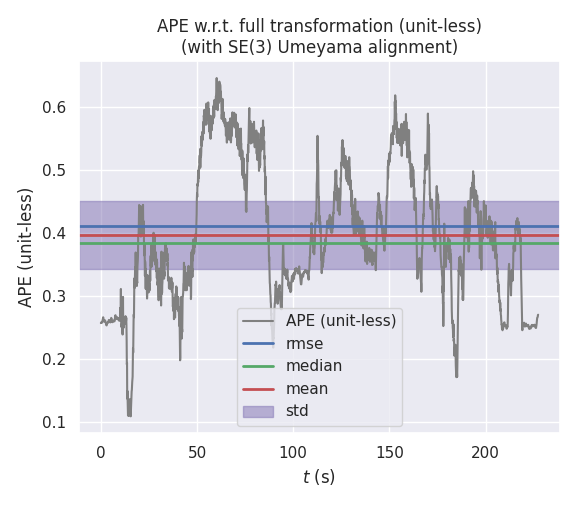 APE w.r.t. full transformation (unit-less)
(with SE(3) Umeyama alignment)
APE (unit-less)
0.6
0.5
0.4
0.3
0.2
0.1
APE (unit-less)
rmse
median
mean
std
0 50 100 150 200
t (s)